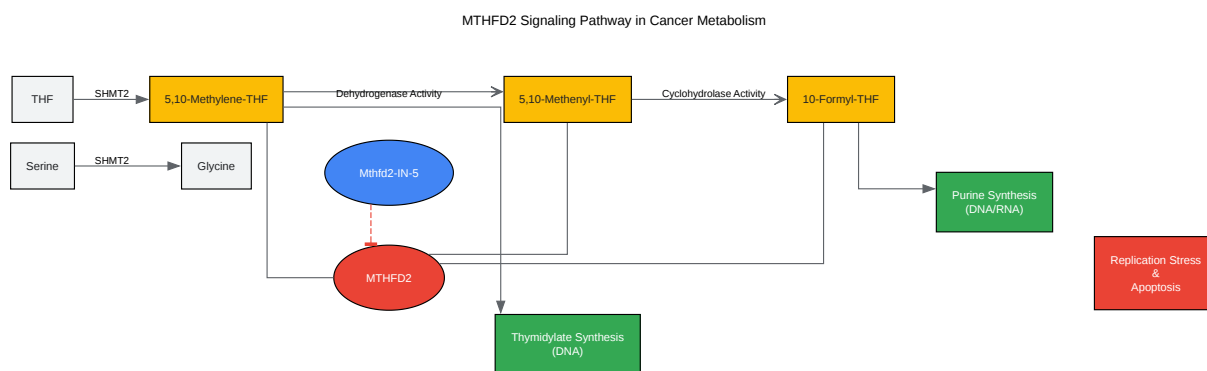 MTHFD2 Signaling Pathway in Cancer Metabolism
THF
SHMT2
5,10-Methylene-THF
Dehydrogenase Activity
5,10-Methenyl-THF
Cyclohydrolase Activity
10-Formyl-THF
Serine
SHMT2
Glycine
Mthfd2-IN-5
Purine Synthesis
(DNA/RNA)
MTHFD2
Replication Stress
&
Apoptosis
Thymidylate Synthesis
(DNA)